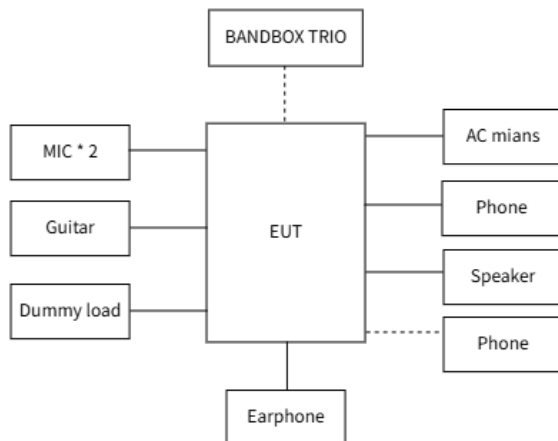 BANDBOX TRIO
MIC * 2
Guitar
Dummy load
EUT
AC mians
Phone
Speaker
Phone
Earphone